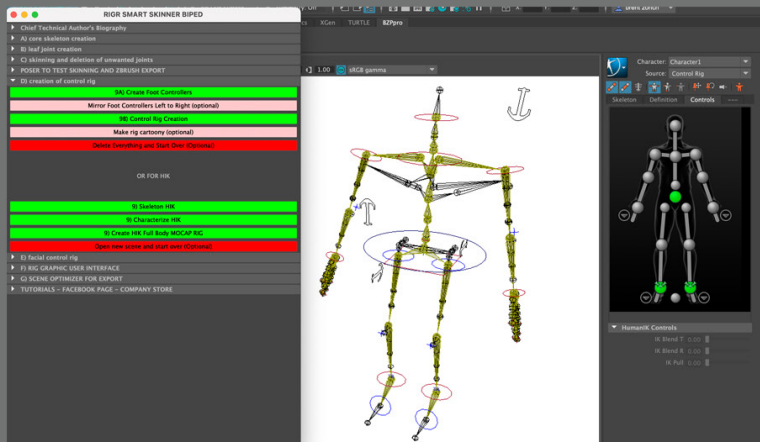 RIGR SMART SKINNER BIPED
Chief Technical Author's Biography
A) core skeleton creation
B) leaf joint creation
C) skinning and deletion of unwanted joints
POSER TO TEST SKINNING AND ZBRUSH EXPORT
D) creation of control rig
9A) Create Foot Controllers
Mirror Foot Controllers Left to Right (optional)
9B) Control Rig Creation
Make rig cartoony (optional)
Delete Everything and Start Over (Optional)
OR FOR HIK
9) Skeleton HIK
9) Characterize HIK
9) Create HIK Full Body MOCAP RIG
Open new scene and start over (Optional)
E) facial control rig
F) RIG GRAPHIC USER INTERFACE
G) SCENE OPTIMIZER FOR EXPORT
TUTORIALS - FACEBOOK PAGE - COMPANY STORE
XGen TURTLE BZPpro
1.00 sRGB gamma
Character: Character1
Source: Control Rig
Skeleton Definition Controls
HumanIK Controls
IK Blend T 0.00
IK Blend R 0.00
IK Pull 0.00